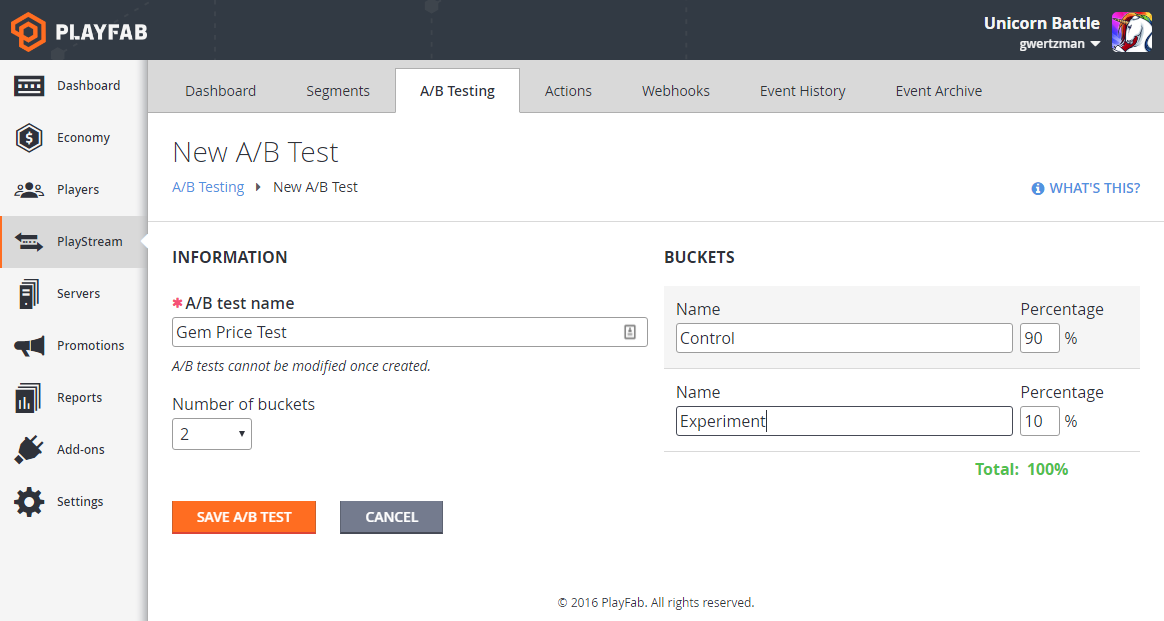 PLAYFAB
Unicorn Battle
gwertzman
Dashboard
Economy
Players
PlayStream
Servers
Promotions
Reports
Add-ons
Settings
Dashboard Segments A/B Testing Actions Webhooks Event History Event Archive
New A/B Test
A/B Testing New A/B Test
WHAT'S THIS?
INFORMATION
* A/B test name
Gem Price Test
A/B tests cannot be modified once created.
Number of buckets
2
SAVE A/B TEST CANCEL
BUCKETS
Name Percentage
Control 90 %
Name Percentage
Experiment 10 %
Total: 100%
© 2016 PlayFab. All rights reserved.